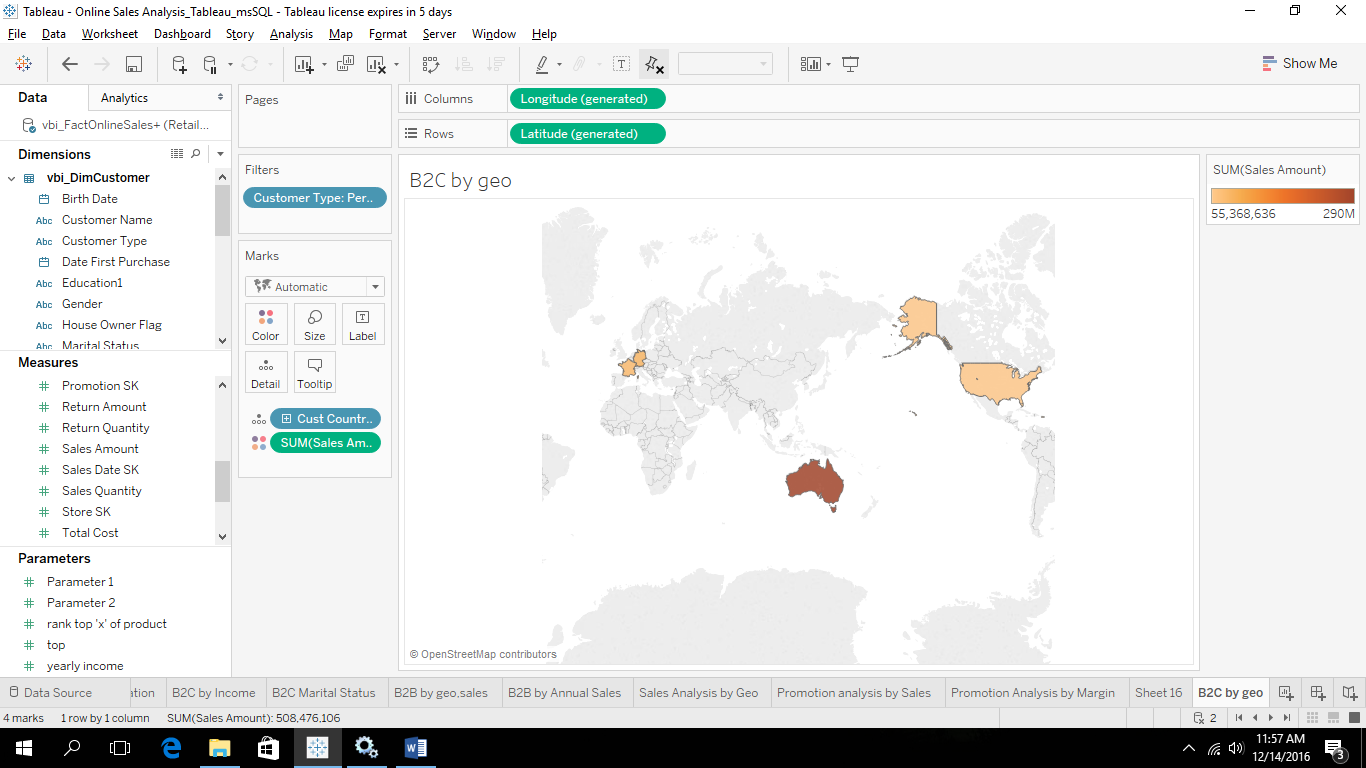 Tableau - Online Sales Analysis_Tableau_msSQL - Tableau license expires in 5 days
File Data Worksheet Dashboard Story Analysis Map Format Server Window Help
Show Me
Data Analytics
vbi_FactOnlineSales+ (Retail...
Dimensions
vbi_DimCustomer
Birth Date
Abc Customer Name
Abc Customer Type
Date First Purchase
Abc Education1
Abc Gender
Abc House Owner Flag
Abc Marital Status
Measures
# Promotion SK
# Return Amount
# Return Quantity
# Sales Amount
# Sales Date SK
# Sales Quantity
# Store SK
# Total Cost
Parameters
# Parameter 1
# Parameter 2
# rank top 'x' of product
# top
# yearly income
Pages
Filters
Customer Type: Per..
Marks
Automatic
Color Size Label
Detail Tooltip
Cust Countr..
SUM(Sales Am..
Columns Longitude (generated)
Rows Latitude (generated)
B2C by geo
© OpenStreetMap contributors
SUM(Sales Amount)
55,368,636 290M
Data Source ation B2C by Income B2C Marital Status B2B by geo,sales B2B by Annual Sales Sales Analysis by Geo Promotion analysis by Sales Promotion Analysis by Margin Sheet 16 B2C by geo
4 marks 1 row by 1 column SUM(Sales Amount): 508,476,106 2
11:57 AM
12/14/2016
3